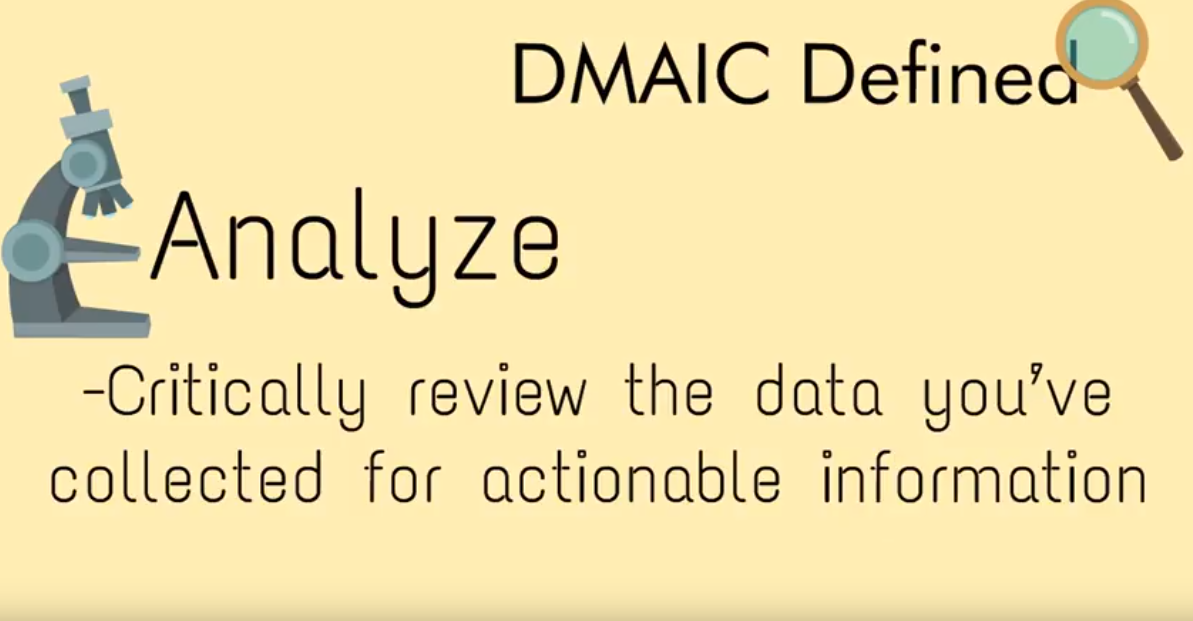 DMAIC Defined
Analyze
-Critically review the data you've
collected for actionable information